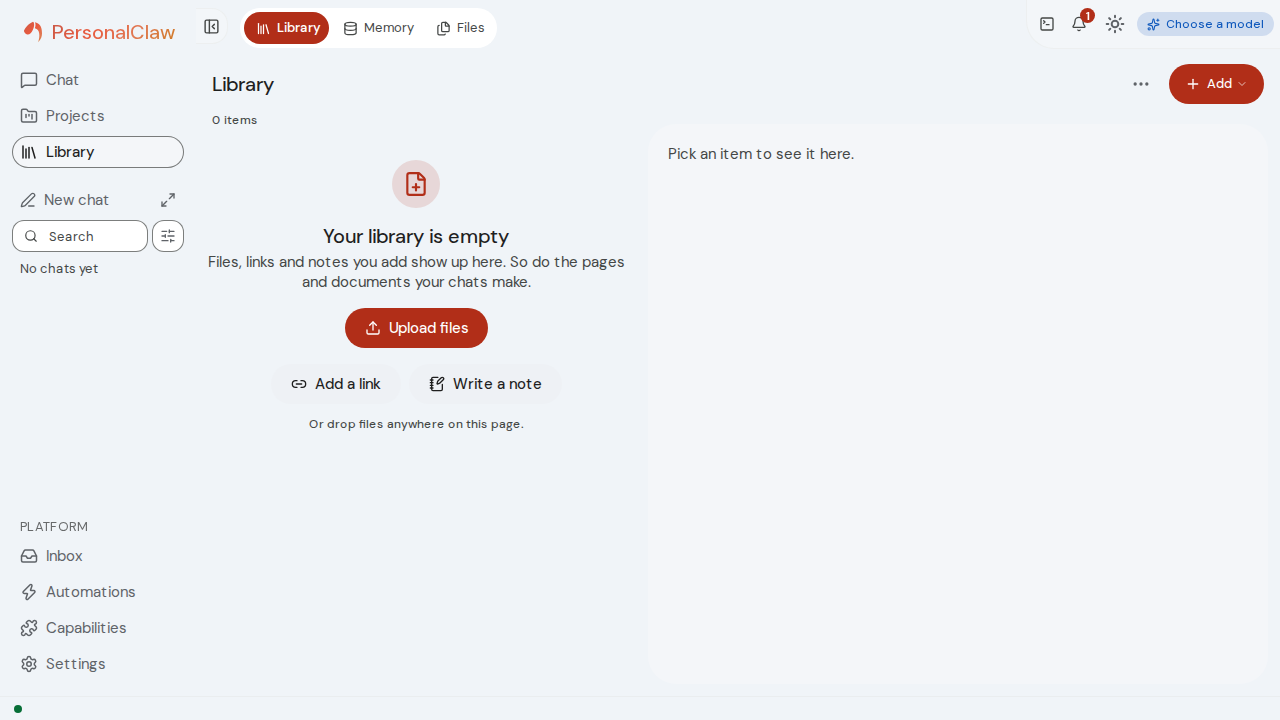 PersonalClaw
Library
Memory
Files
1
Choose a model
Chat
Projects
Library
New chat
Search
No chats yet
PLATFORM
Inbox
Automations
Capabilities
Settings
Library
Add
0 items
Your library is empty
Files, links and notes you add show up here. So do the pages
and documents your chats make.
Upload files
Add a link
Write a note
Or drop files anywhere on this page.
Pick an item to see it here.